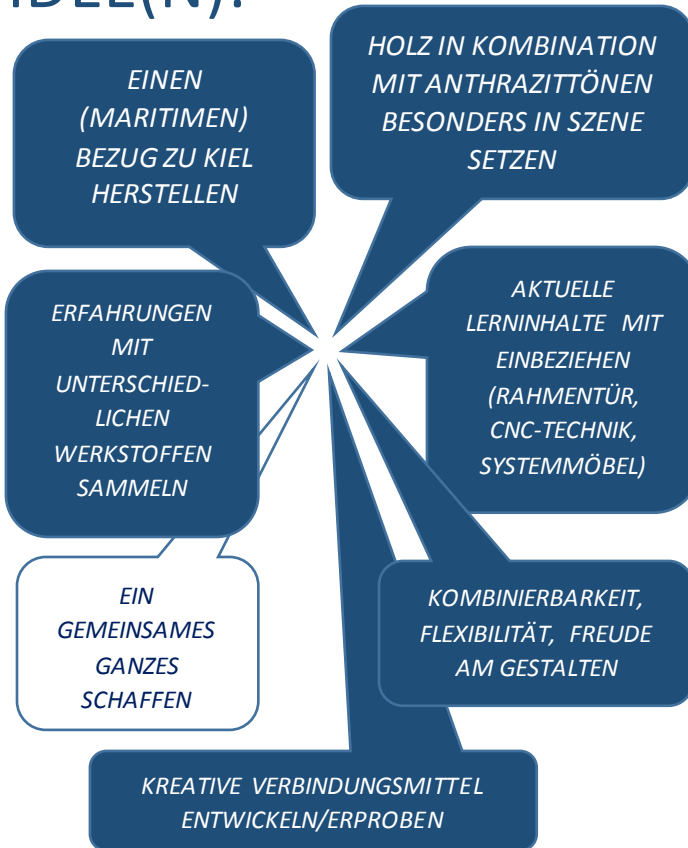 IDEE(N):
EINEN
(MARITIMEN)
BEZUG ZU KIEL
HERSTELLEN
HOLZ IN KOMBINATION
MIT ANTHRAZITTÖNEN
BESONDERS IN SZENE
SETZEN
ERFAHRUNGEN
MIT
UNTERSCHIED-
LICHEN
WERKSTOFFEN
SAMMELN
AKTUELLE
LERNINHALTE MIT
EINBEZIEHEN
(RAHMENTÜR,
CNC-TECHNIK,
SYSTEMMÖBEL)
EIN
GEMEINSAMES
GANZES
SCHAFFEN
KOMBINIERBARKEIT,
FLEXIBILITÄT, FREUDE
AM GESTALTEN
KREATIVE VERBINDUNGSMITTEL
ENTWICKELN/ERPROBEN